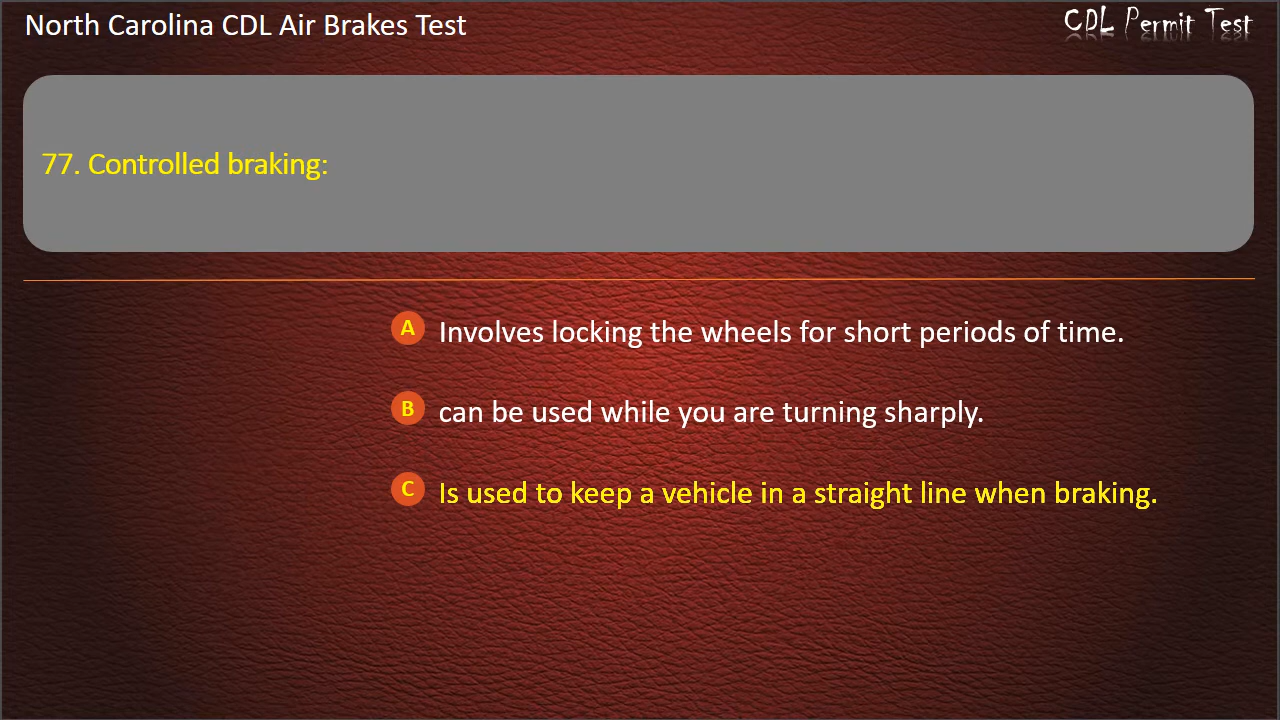 North Carolina CDL Air Brakes Test
CDL Permit Test
77. Controlled braking:
A Involves locking the wheels for short periods of time.
B can be used while you are turning sharply.
C Is used to keep a vehicle in a straight line when braking.